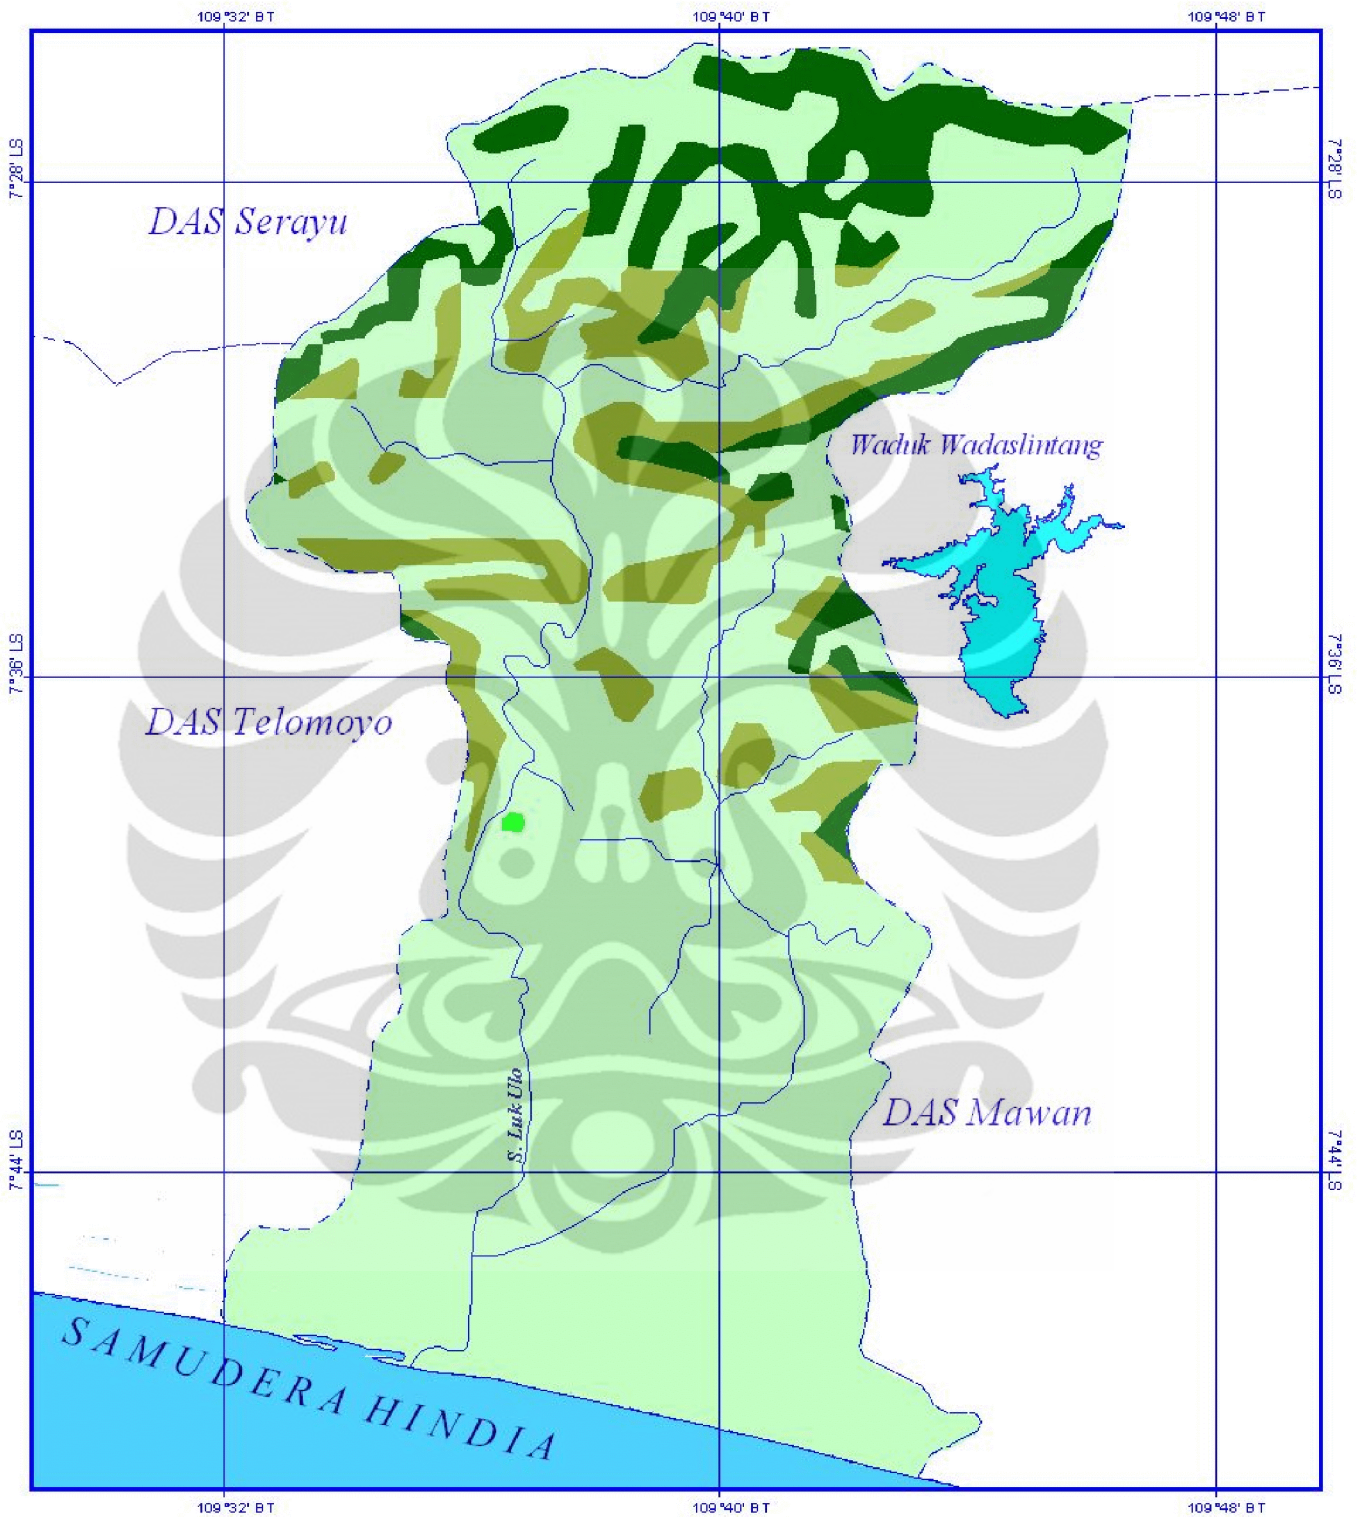 109°32' BT
109°40' BT
109°48' BT
7°28' LS
7°28' LS
DAS Serayu
Waduk Wadaslintang
7°36' LS
7°36' LS
DAS Telomoyo
S. Luk Ulo
DAS Mawan
7°44' LS
7°44' LS
SAMUDERA HINDIA
109°32' BT
109°40' BT
109°48' BT